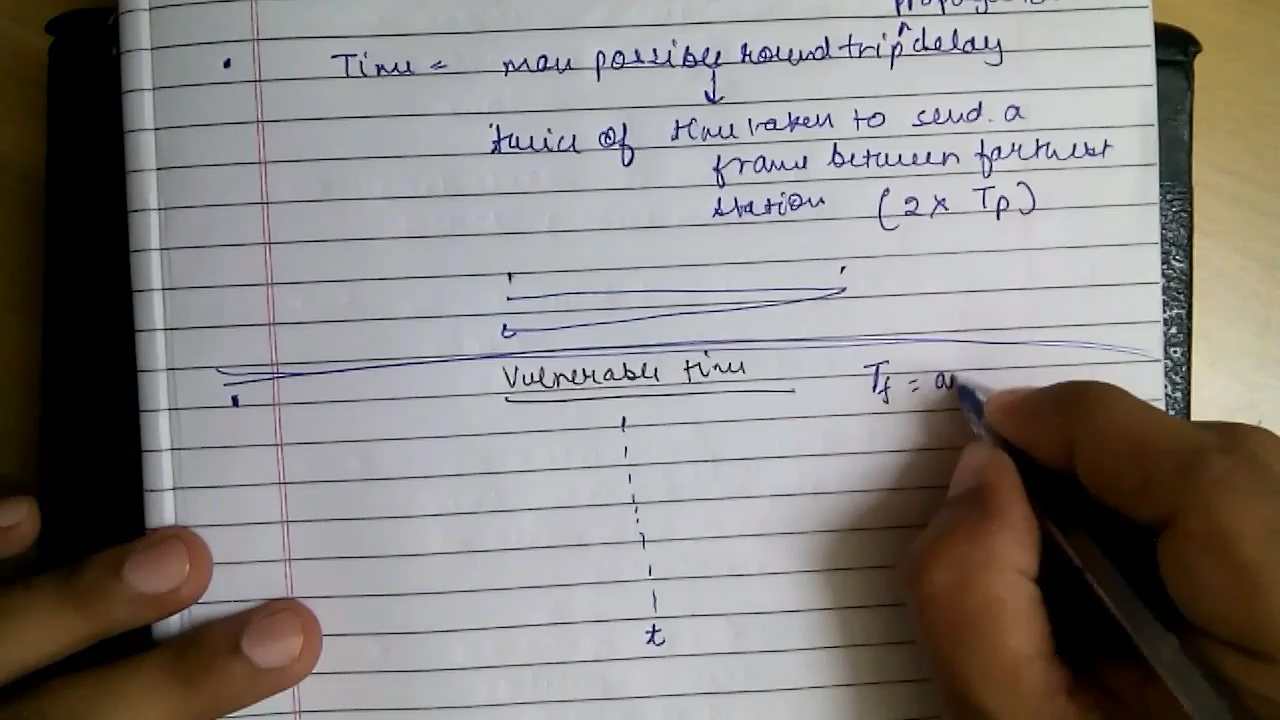 Time = max possible round trip delay
twice of time taken to send a
frame between farthest
station (2 x Tp)
Vulnerable time
Tf = a
t